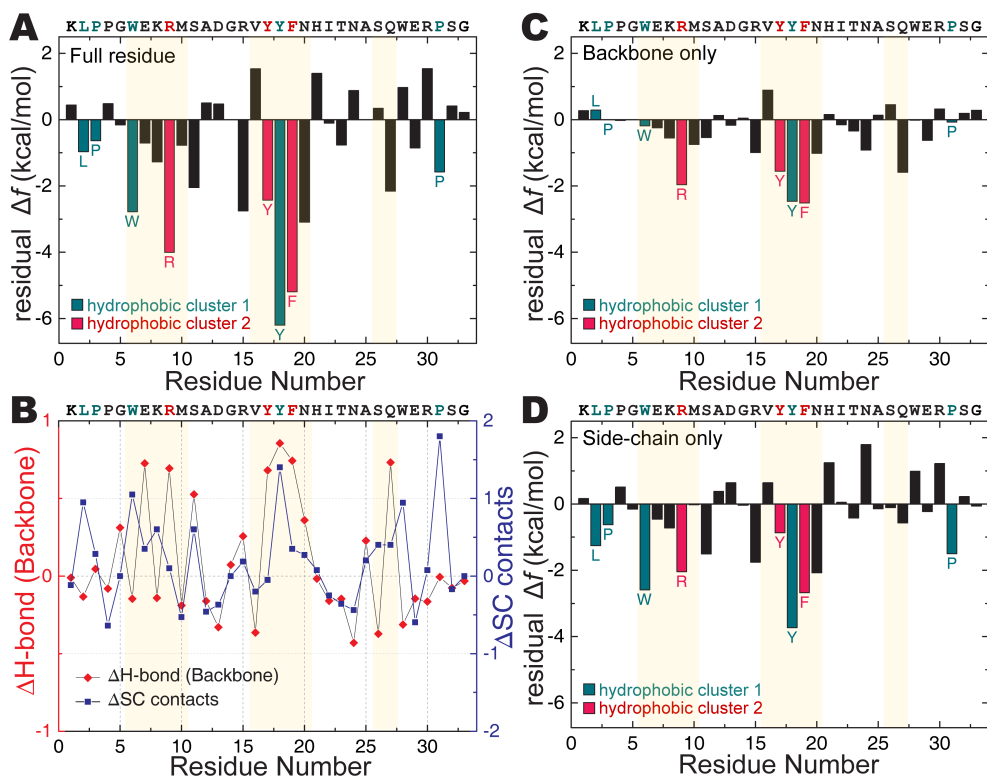 A
KLPPGWEKRMSADGRVYYFNHITNASQWERPSG
Full residue
residual Δf (kcal/mol)
2
0
-2
-4
-6
L
P
W
R
Y
Y
F
P
hydrophobic cluster 1
hydrophobic cluster 2
0 5 10 15 20 25 30
Residue Number
B
KLPPGWEKRMSADGRVYYFNHITNASQWERPSG
ΔH-bond (Backbone)
1
0
-1
ΔSC contacts
2
1
0
-1
-2
ΔH-bond (Backbone)
ΔSC contacts
0 5 10 15 20 25 30
Residue Number
C
KLPPGWEKRMSADGRVYYFNHITNASQWERPSG
Backbone only
residual Δf (kcal/mol)
2
0
-2
-4
-6
L
P
W
R
Y
Y
F
P
hydrophobic cluster 1
hydrophobic cluster 2
0 5 10 15 20 25 30
Residue Number
D
KLPPGWEKRMSADGRVYYFNHITNASQWERPSG
Side-chain only
residual Δf (kcal/mol)
2
0
-2
-4
-6
L
P
W
R
Y
Y
F
P
hydrophobic cluster 1
hydrophobic cluster 2
0 5 10 15 20 25 30
Residue Number